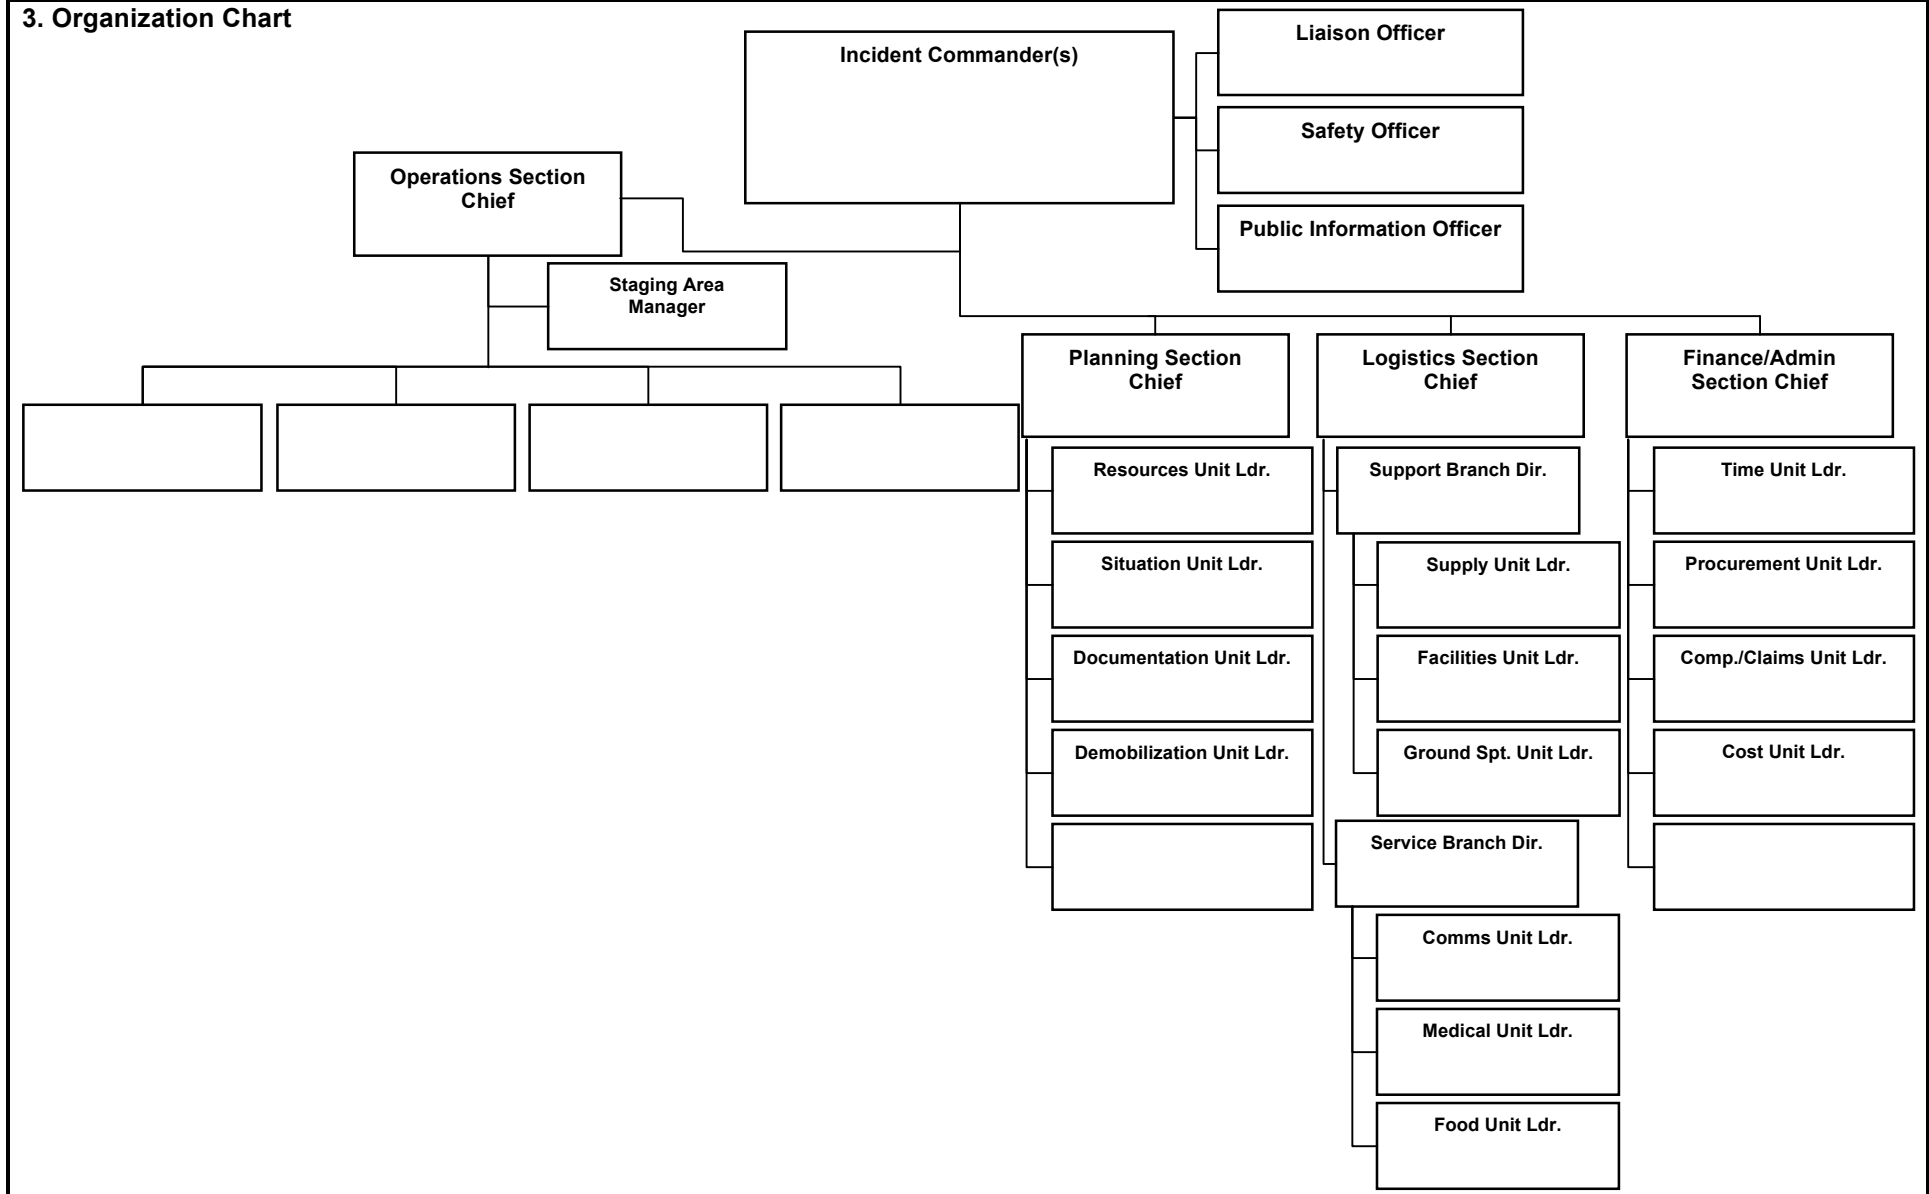 3. Organization Chart
Incident Commander(s)
Liaison Officer
Safety Officer
Public Information Officer
Operations Section
Chief
Staging Area
Manager
Planning Section
Chief
Resources Unit Ldr.
Situation Unit Ldr.
Documentation Unit Ldr.
Demobilization Unit Ldr.
Logistics Section
Chief
Support Branch Dir.
Supply Unit Ldr.
Facilities Unit Ldr.
Ground Spt. Unit Ldr.
Service Branch Dir.
Comms Unit Ldr.
Medical Unit Ldr.
Food Unit Ldr.
Finance/Admin
Section Chief
Time Unit Ldr.
Procurement Unit Ldr.
Comp./Claims Unit Ldr.
Cost Unit Ldr.